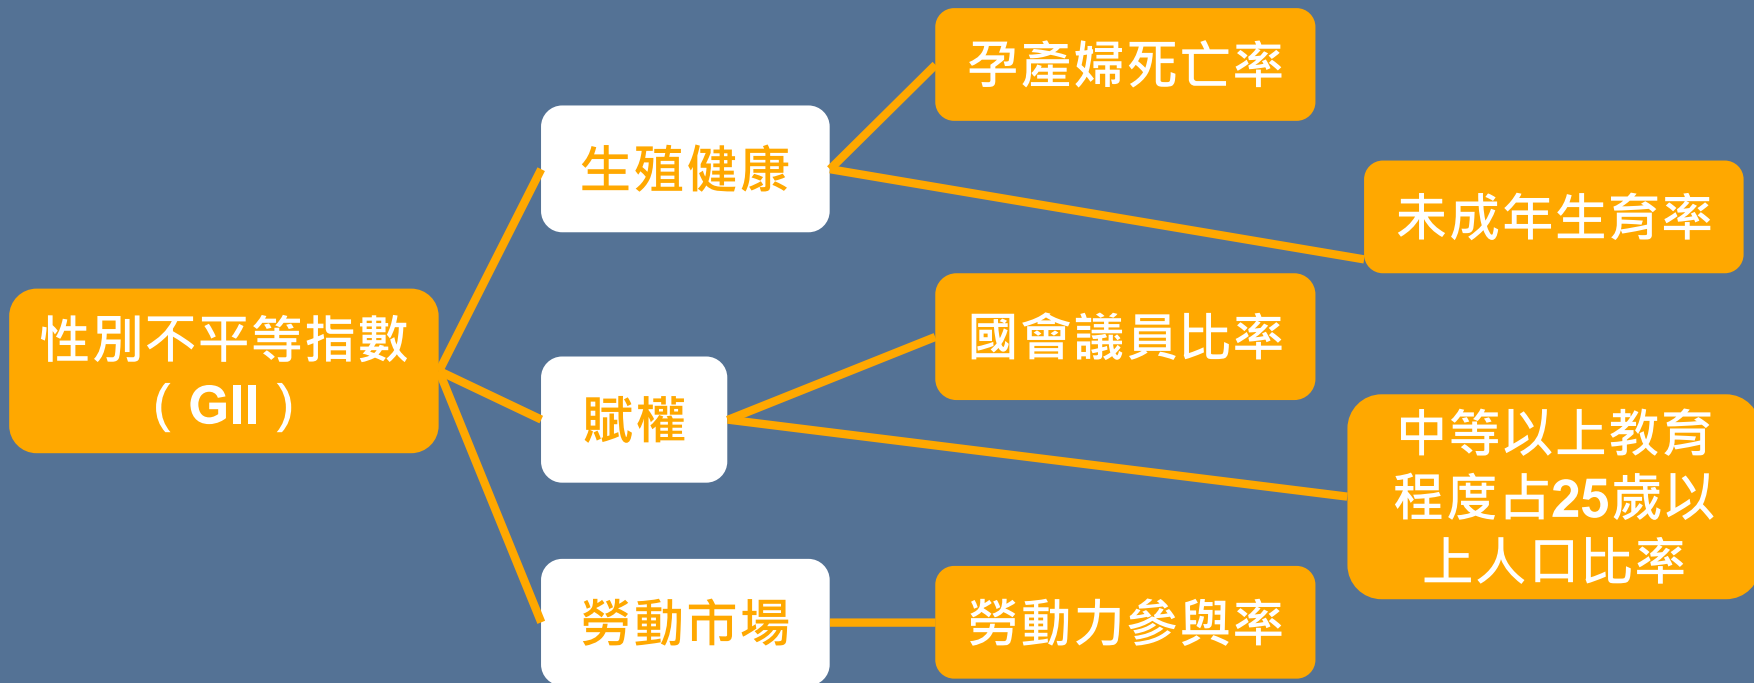 性別不平等指數
（ GII ）
生殖健康
孕產婦死亡率
未成年生育率
賦權
國會議員比率
中等以上教育
程度占25歲以
上人口比率
勞動市場
勞動力參與率